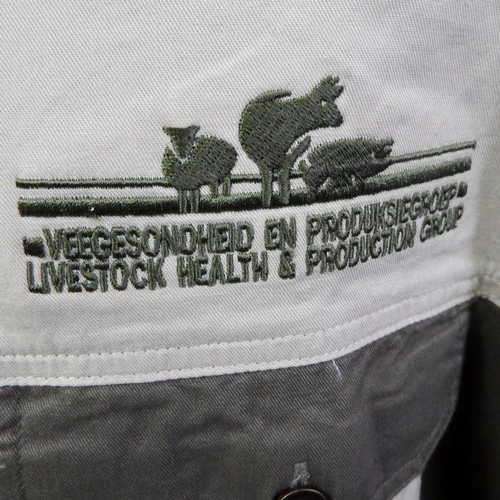 VEEGESONDHEID EN PRODUKSIEGROEP
LIVESTOCK HEALTH & PRODUCTION GROUP